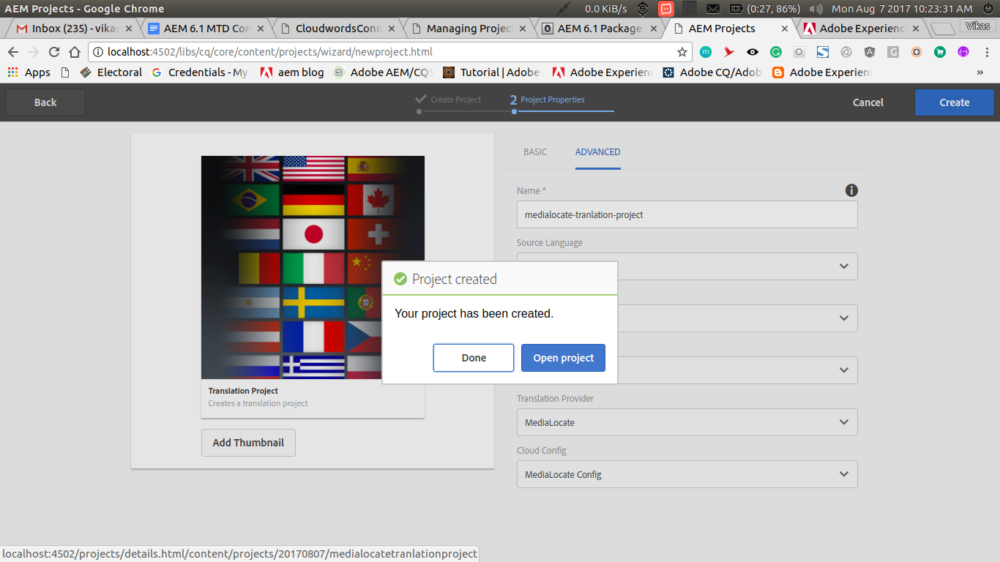 AEM Projects - Google Chrome
0.0 KiB/s
En
(0:27, 86%)
Mon Aug 7 2017 10:23:31 AM
Inbox (235) - vikas
AEM 6.1 MTD Con
CloudwordsConn
Managing Project
AEM 6.1 Package
AEM Projects
Adobe Experience
Vikas
localhost:4502/libs/cq/core/content/projects/wizard/newproject.html
Apps
Electoral
Credentials - My
aem blog
Adobe AEM/CQ5
Tutorial | Adobe
Adobe Experien
Adobe CQ/Adob
Adobe Experien
»
Back
Create Project
2 Project Properties
Cancel
Create
BASIC
ADVANCED
Name *
medialocate-tranlation-project
Source Language
Project created
Your project has been created.
Done
Open project
Translation Project
Creates a translation project
Add Thumbnail
Translation Provider
MediaLocate
Cloud Config
MediaLocate Config
localhost:4502/projects/details.html/content/projects/20170807/medialocatetranlationproject